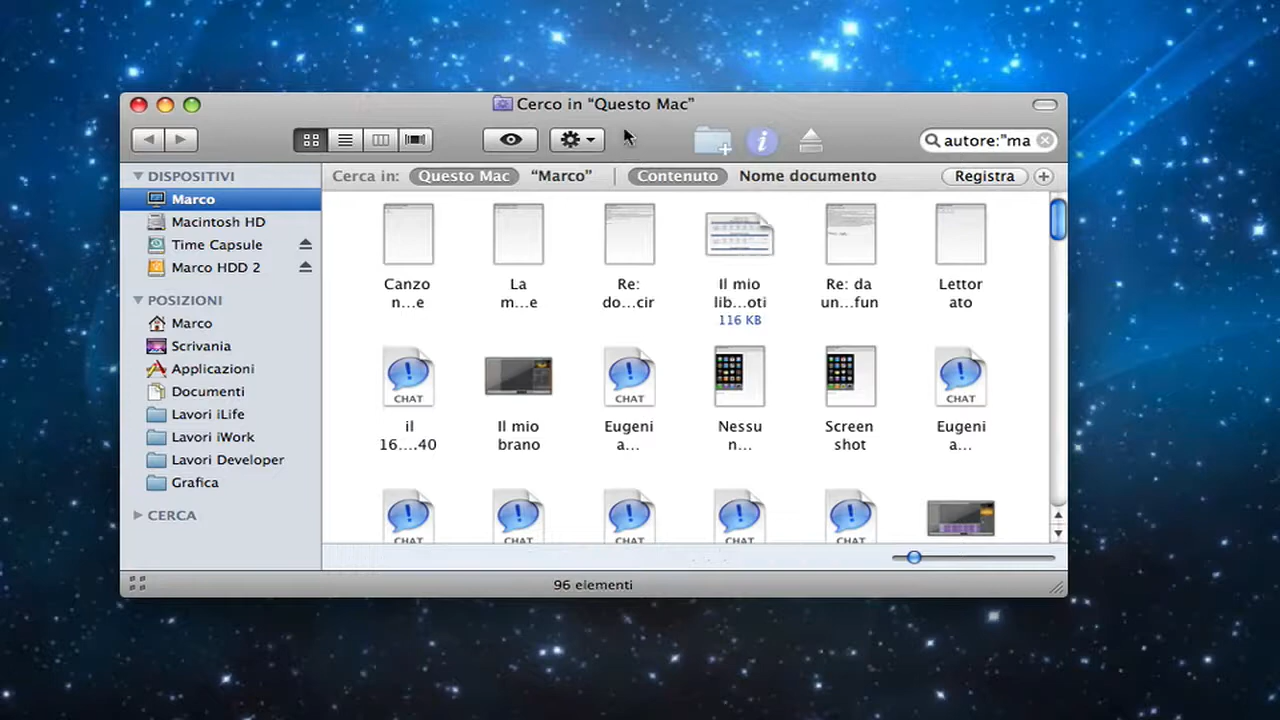 Cerco in “Questo Mac”
autore:"ma
DISPOSITIVI
Marco
Macintosh HD
Time Capsule
Marco HDD 2
POSIZIONI
Marco
Scrivania
Applicazioni
Documenti
Lavori iLife
Lavori iWork
Lavori Developer
Grafica
CERCA
Cerca in: Questo Mac “Marco” Contenuto Nome documento Registra
Canzo
n...e
La
m...e
Re:
do...cir
Il mio
lib...oti
116 KB
Re: da
un...fun
Lettor
ato
CHAT
il
16....40
Il mio
brano
CHAT
Eugeni
a...
Nessu
n...
Screen
shot
CHAT
Eugeni
a...
CHAT
CHAT
CHAT
CHAT
CHAT
96 elementi